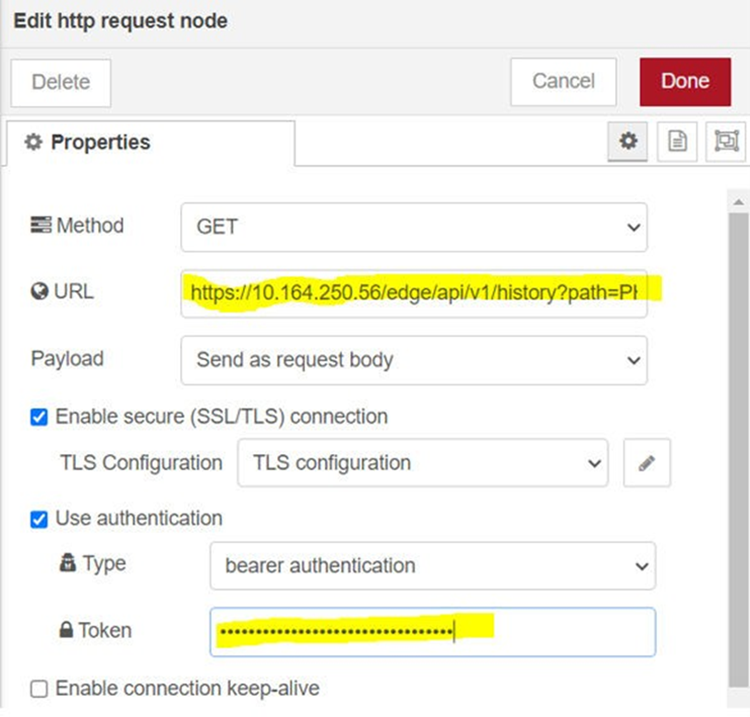 Edit http request node
Delete Cancel Done
Properties
Method GET
URL https://10.164.250.56/edge/api/v1/history?path=
Payload Send as request body
Enable secure (SSL/TLS) connection
TLS Configuration TLS configuration
Use authentication
Type bearer authentication
Token •••••••••••••••••••••••••••••••••
Enable connection keep-alive